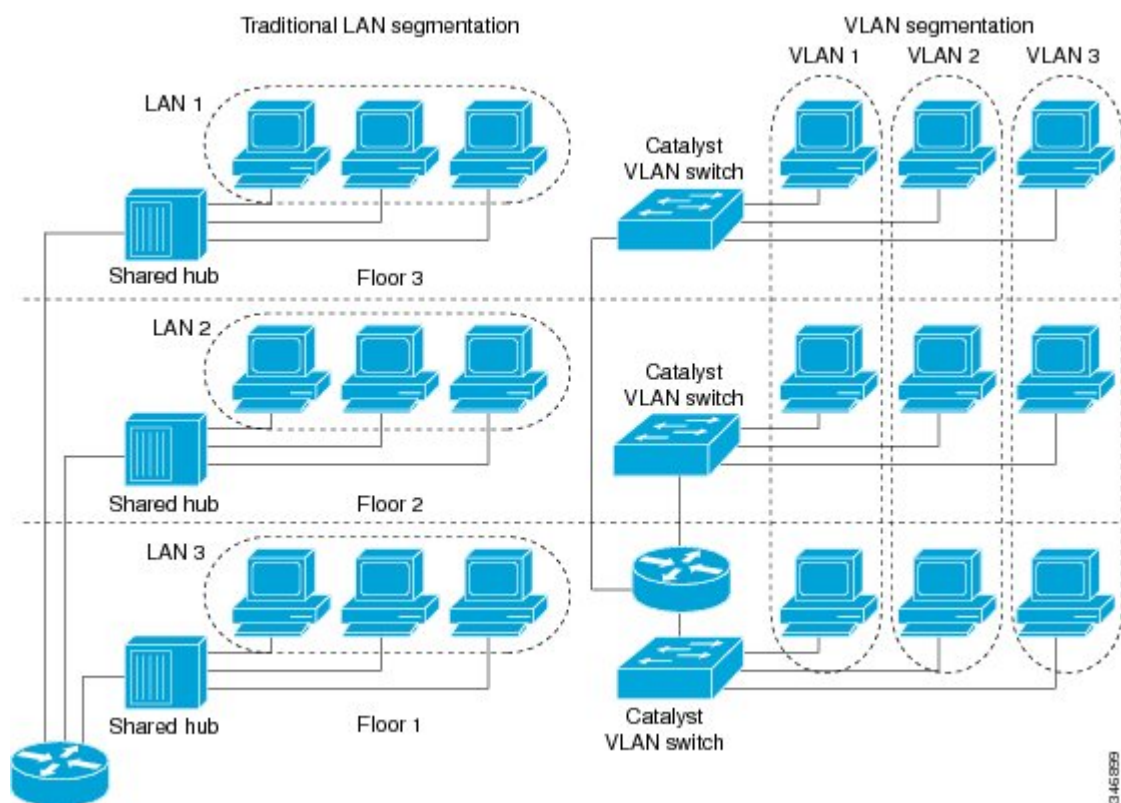 Traditional LAN segmentation
VLAN segmentation
VLAN 1
VLAN 2
VLAN 3
LAN 1
Catalyst
VLAN switch
Shared hub
Floor 3
LAN 2
Catalyst
VLAN switch
Shared hub
Floor 2
LAN 3
Shared hub
Floor 1
Catalyst
VLAN switch
346899